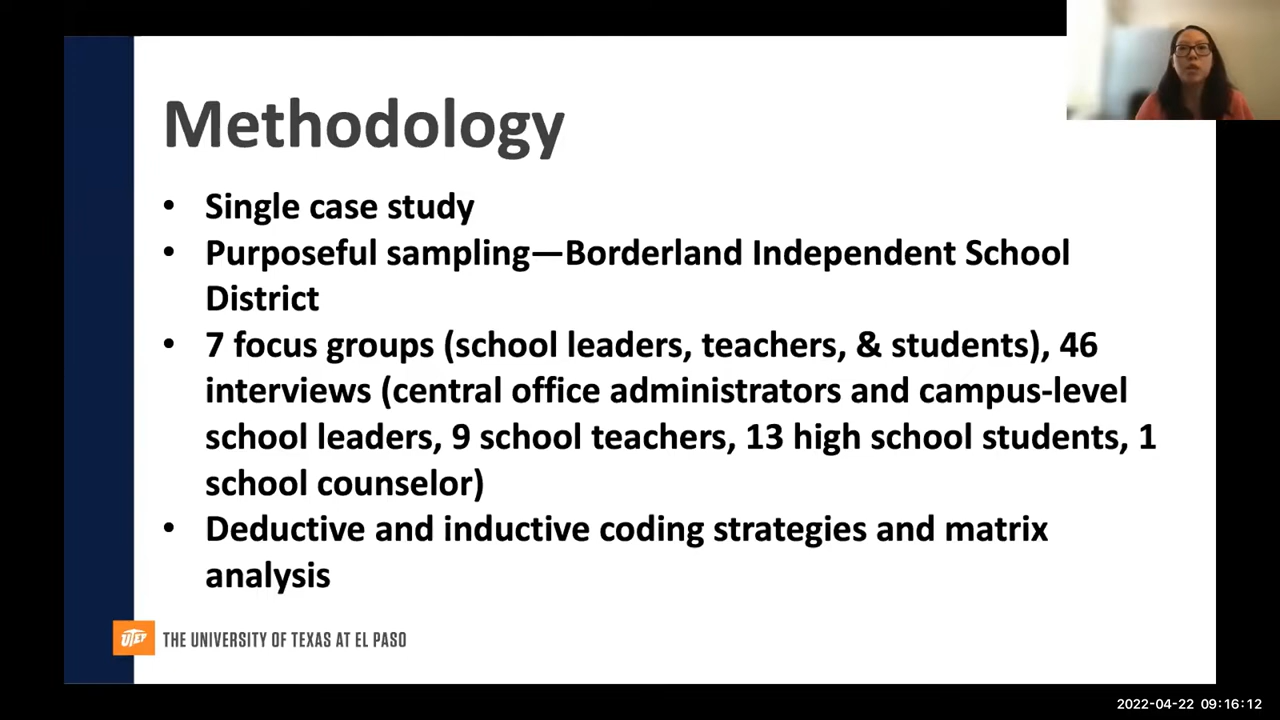 Methodology
• Single case study
• Purposeful sampling—Borderland Independent School
District
• 7 focus groups (school leaders, teachers, & students), 46
interviews (central office administrators and campus-level
school leaders, 9 school teachers, 13 high school students, 1
school counselor)
• Deductive and inductive coding strategies and matrix
analysis
UTEP THE UNIVERSITY OF TEXAS AT EL PASO
2022-04-22 09:16:12